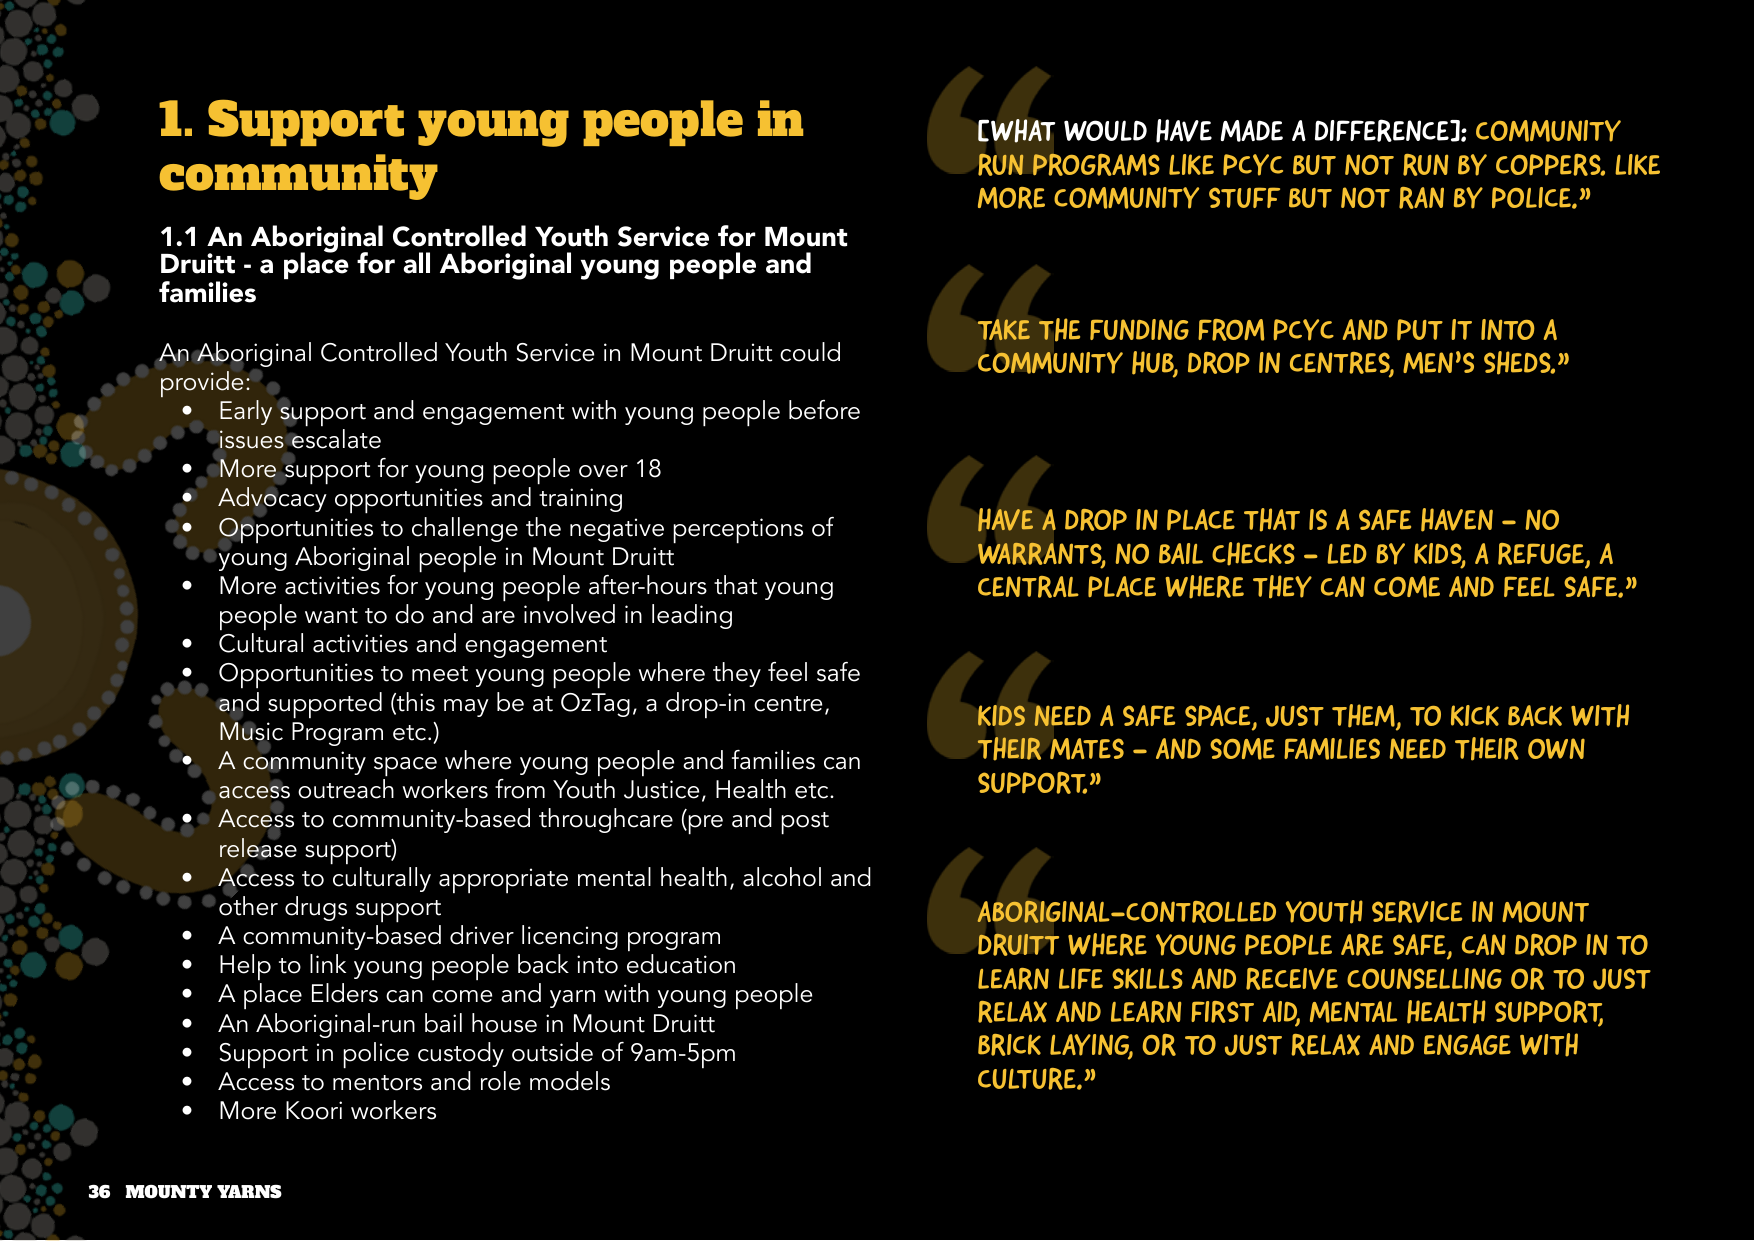 1. Support young people in
community
1.1 An Aboriginal Controlled Youth Service for Mount
Druitt - a place for all Aboriginal young people and
families
An Aboriginal Controlled Youth Service in Mount Druitt could
provide:
• Early support and engagement with young people before
issues escalate
• More support for young people over 18
• Advocacy opportunities and training
• Opportunities to challenge the negative perceptions of
young Aboriginal people in Mount Druitt
• More activities for young people after-hours that young
people want to do and are involved in leading
• Cultural activities and engagement
• Opportunities to meet young people where they feel safe
and supported (this may be at OzTag, a drop-in centre,
Music Program etc.)
• A community space where young people and families can
access outreach workers from Youth Justice, Health etc.
• Access to community-based throughcare (pre and post
release support)
• Access to culturally appropriate mental health, alcohol and
other drugs support
• A community-based driver licencing program
• Help to link young people back into education
• A place Elders can come and yarn with young people
• An Aboriginal-run bail house in Mount Druitt
• Support in police custody outside of 9am-5pm
• Access to mentors and role models
• More Koori workers
“[WHAT WOULD HAVE MADE A DIFFERENCE]: COMMUNITY
RUN PROGRAMS LIKE PCYC BUT NOT RUN BY COPPERS. LIKE
MORE COMMUNITY STUFF BUT NOT RAN BY POLICE.”
“TAKE THE FUNDING FROM PCYC AND PUT IT INTO A
COMMUNITY HUB, DROP IN CENTRES, MEN'S SHEDS.”
“HAVE A DROP IN PLACE THAT IS A SAFE HAVEN – NO
WARRANTS, NO BAIL CHECKS – LED BY KIDS, A REFUGE, A
CENTRAL PLACE WHERE THEY CAN COME AND FEEL SAFE.”
“KIDS NEED A SAFE SPACE, JUST THEM, TO KICK BACK WITH
THEIR MATES – AND SOME FAMILIES NEED THEIR OWN
SUPPORT.”
“ABORIGINAL-CONTROLLED YOUTH SERVICE IN MOUNT
DRUITT WHERE YOUNG PEOPLE ARE SAFE, CAN DROP IN TO
LEARN LIFE SKILLS AND RECEIVE COUNSELLING OR TO JUST
RELAX AND LEARN FIRST AID, MENTAL HEALTH SUPPORT,
BRICK LAYING, OR TO JUST RELAX AND ENGAGE WITH
CULTURE.”
36 MOUNTY YARNS